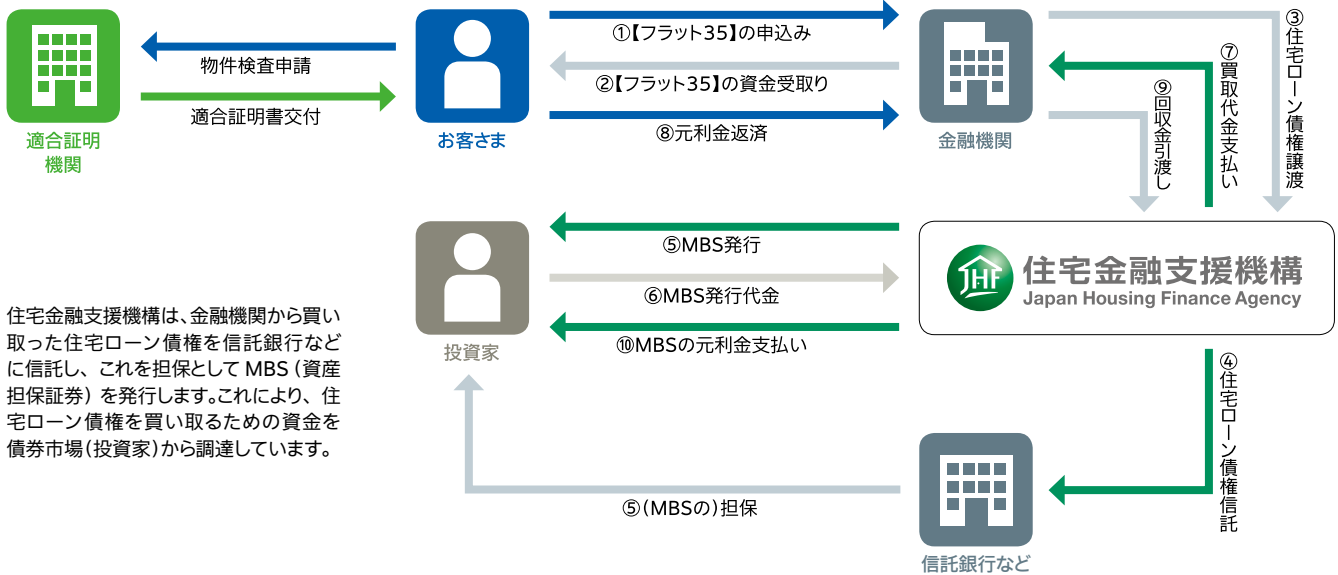 ①【フラット35】の申込み
物件検査申請
②【フラット35】の資金受取り
適合証明書交付
⑧元利金返済
適合証明
機関
お客さま
金融機関
③住宅ローン債権譲渡
⑦買取代金支払い
⑨回収金引渡し
⑤MBS発行
⑥MBS発行代金
⑩MBSの元利金支払い
投資家
JHF
住宅金融支援機構
Japan Housing Finance Agency
住宅金融支援機構は、金融機関から買い
取った住宅ローン債権を信託銀行など
に信託し、これを担保として MBS(資産
担保証券)を発行します。これにより、住
宅ローン債権を買い取るための資金を
債券市場(投資家)から調達しています。
④住宅ローン債権信託
⑤(MBSの)担保
信託銀行など